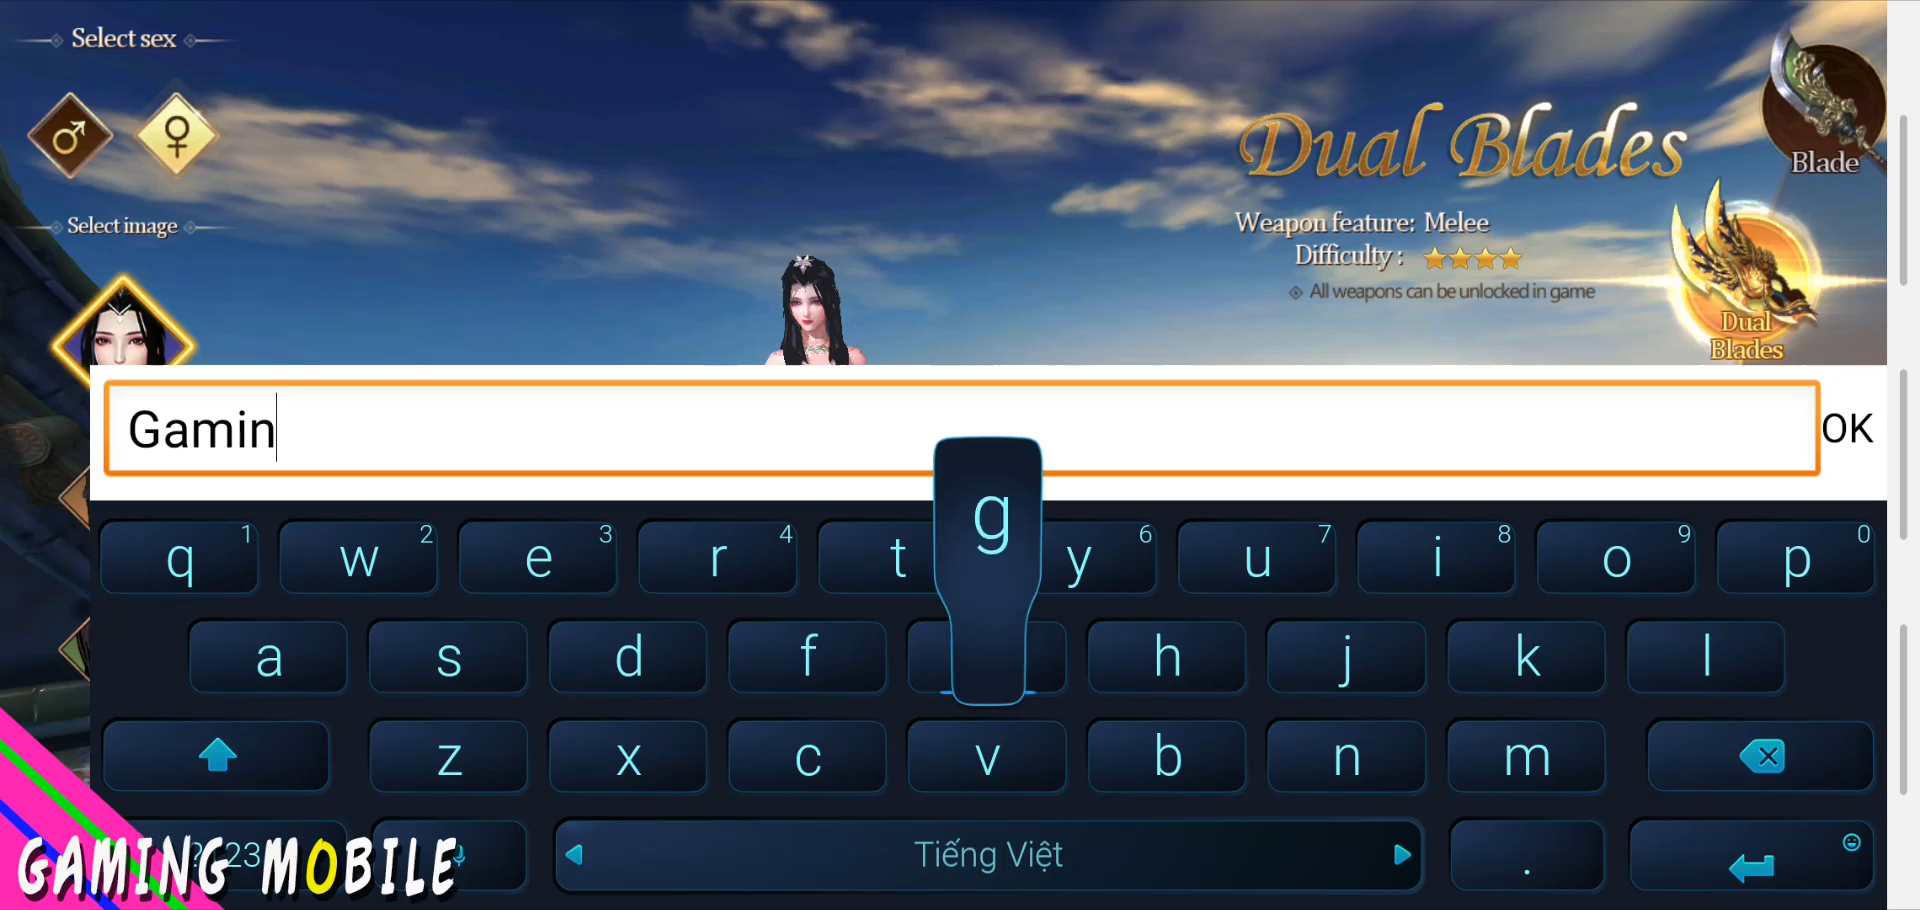 Select sex
Select image
Dual Blades
Weapon feature: Melee
Difficulty :
All weapons can be unlocked in game
Blade
Dual
Blades
Gamin
OK
g
q 1 w 2 e 3 r 4 t y 6 u 7 i 8 o 9 p 0
a s d f h j k l
z x c v b n m
?123 Tiếng Việt .
GAMING MOBILE